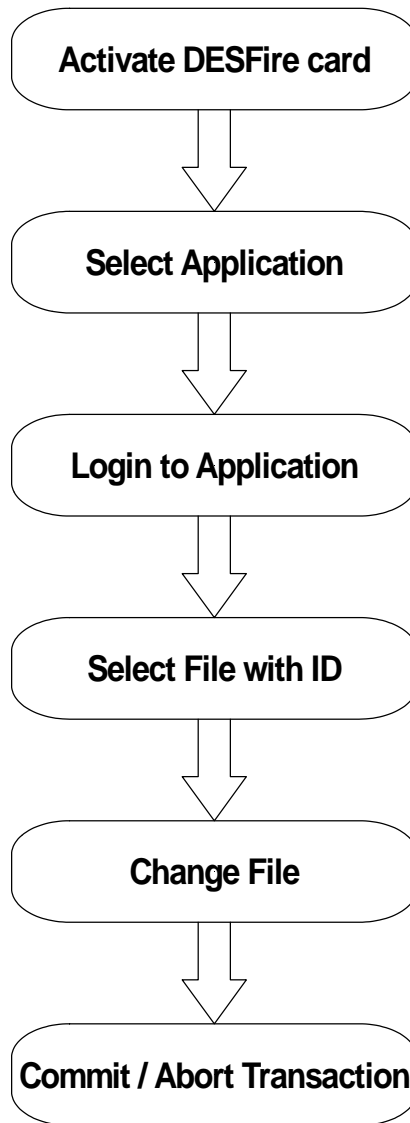 Activate DESFire card
Select Application
Login to Application
Select File with ID
Change File
Commit / Abort Transaction